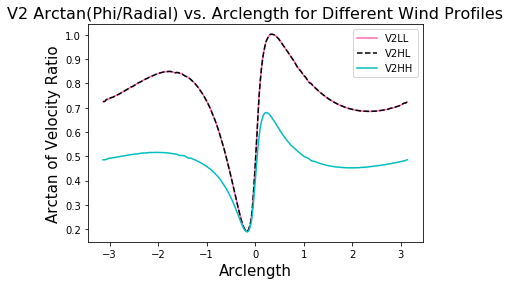 V2 Arctan(Phi/Radial) vs. Arclength for Different Wind Profiles
V2LL
V2HL
V2HH
Arctan of Velocity Ratio
1.0
0.9
0.8
0.7
0.6
0.5
0.4
0.3
0.2
−3
−2
−1
0
1
2
3
Arclength